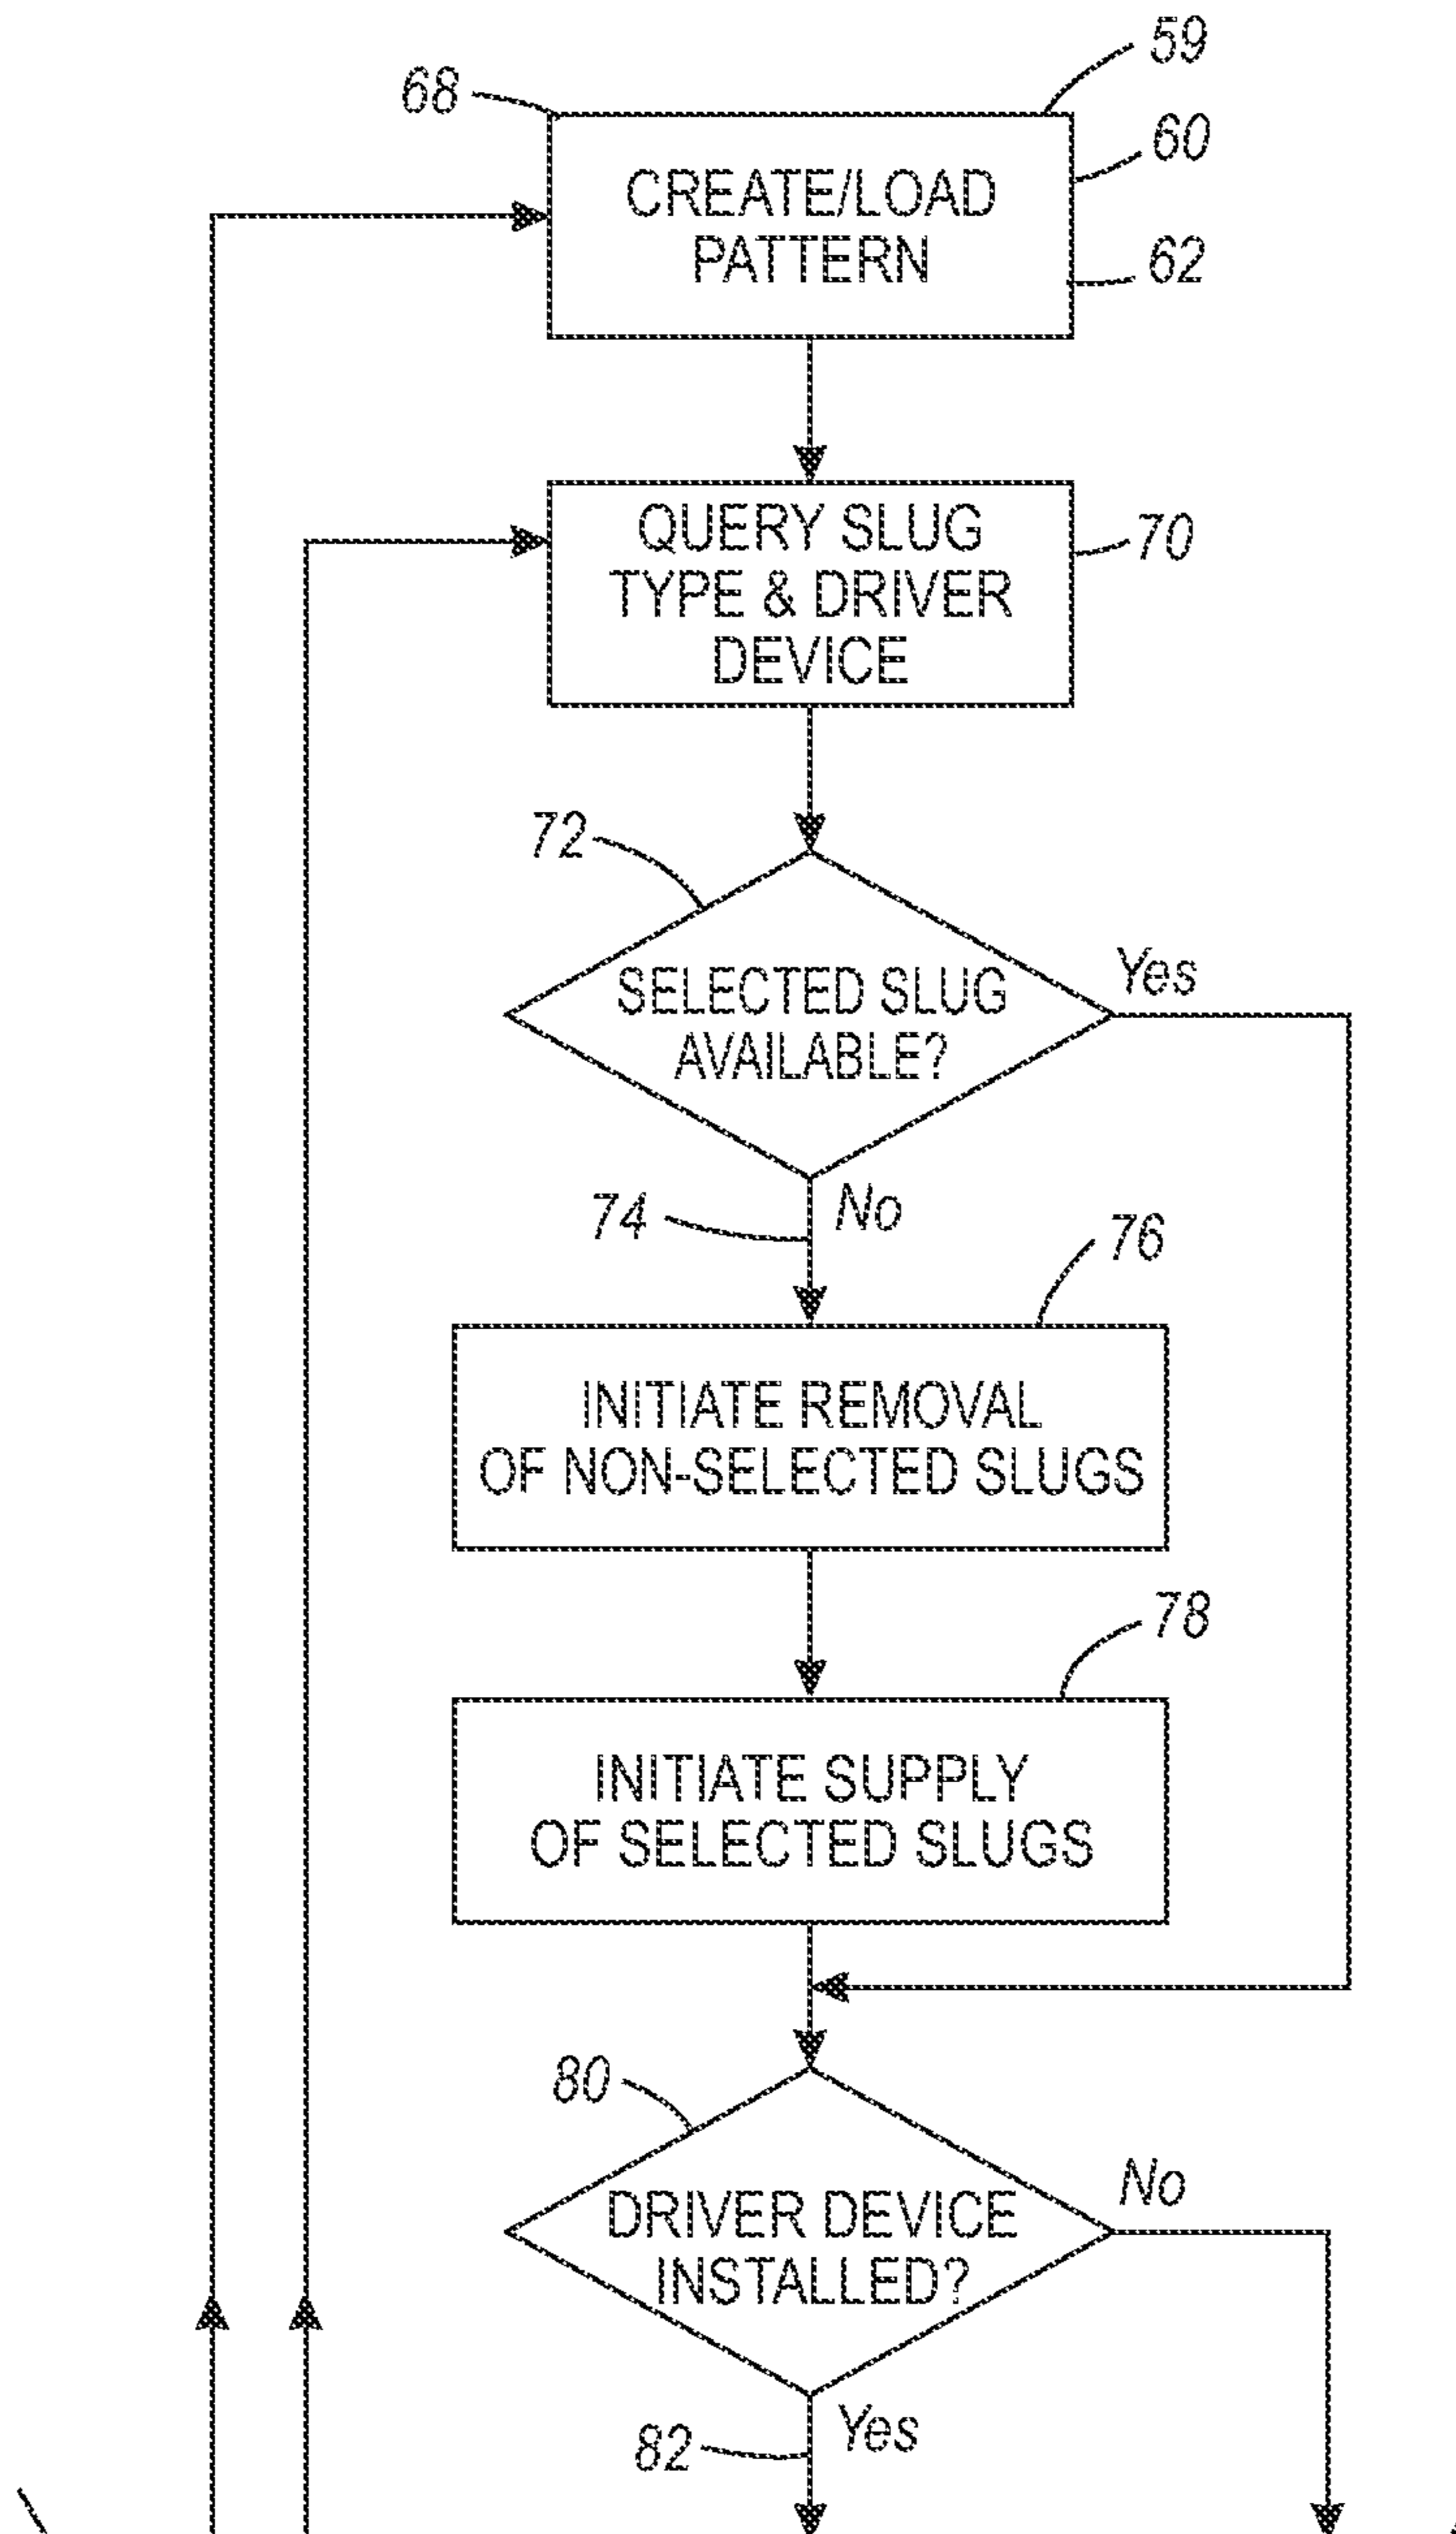 59
68
60
CREATE/LOAD
PATTERN
62
QUERY SLUG
TYPE & DRIVER
DEVICE
70
72
SELECTED SLUG
AVAILABLE?
Yes
74
No
76
INITIATE REMOVAL
OF NON-SELECTED SLUGS
78
INITIATE SUPPLY
OF SELECTED SLUGS
80
DRIVER DEVICE
INSTALLED?
No
82
Yes